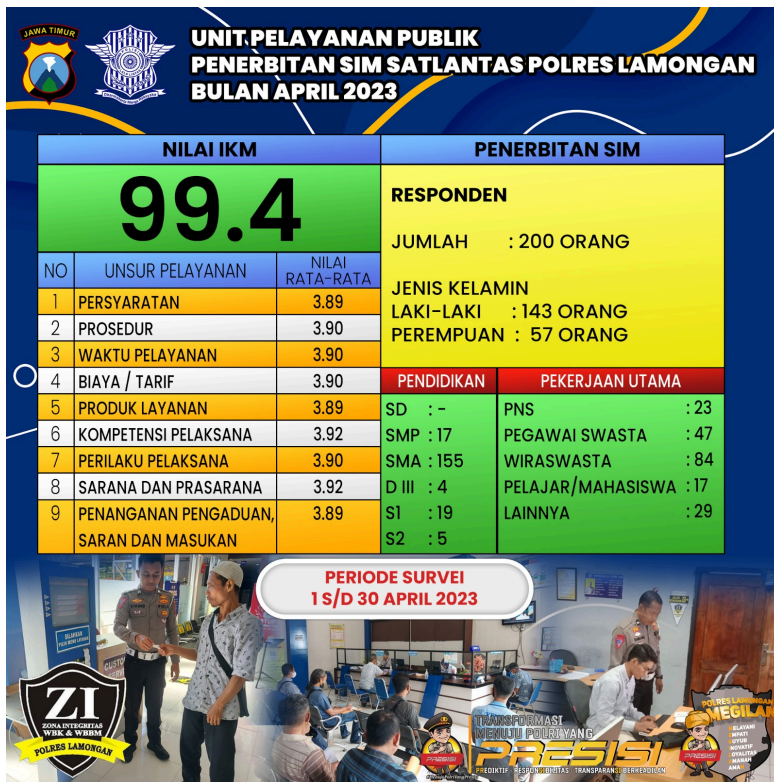 JAWA TIMUR
UNIT PELAYANAN PUBLIK
PENERBITAN SIM SATLANTAS POLRES LAMONGAN
BULAN APRIL 2023
NILAI IKM
99.4
NO UNSUR PELAYANAN NILAI RATA-RATA
1 PERSYARATAN 3.89
2 PROSEDUR 3.90
3 WAKTU PELAYANAN 3.90
4 BIAYA / TARIF 3.90
5 PRODUK LAYANAN 3.89
6 KOMPETENSI PELAKSANA 3.92
7 PERILAKU PELAKSANA 3.90
8 SARANA DAN PRASARANA 3.92
9 PENANGANAN PENGADUAN, 3.89
SARAN DAN MASUKAN
PENERBITAN SIM
RESPONDEN
JUMLAH : 200 ORANG
JENIS KELAMIN
LAKI-LAKI : 143 ORANG
PEREMPUAN : 57 ORANG
PENDIDIKAN
SD : -
SMP : 17
SMA : 155
D III : 4
S1 : 19
S2 : 5
PEKERJAAN UTAMA
PNS : 23
PEGAWAI SWASTA : 47
WIRASWASTA : 84
PELAJAR/MAHASISWA : 17
LAINNYA : 29
PERIODE SURVEI
1 S/D 30 APRIL 2023
ZI
ZONA INTEGRITAS
WBK & WBBM
POLRES LAMONGAN
TRANSFORMASI
MENUJU POLRI YANG
PRESISI
PREDIKTIF RESPONSIBILITAS TRANSPARANSI BERKEADILAN
PRESISI
PRESISI
POLRES LAMONGAN
MEGILAN